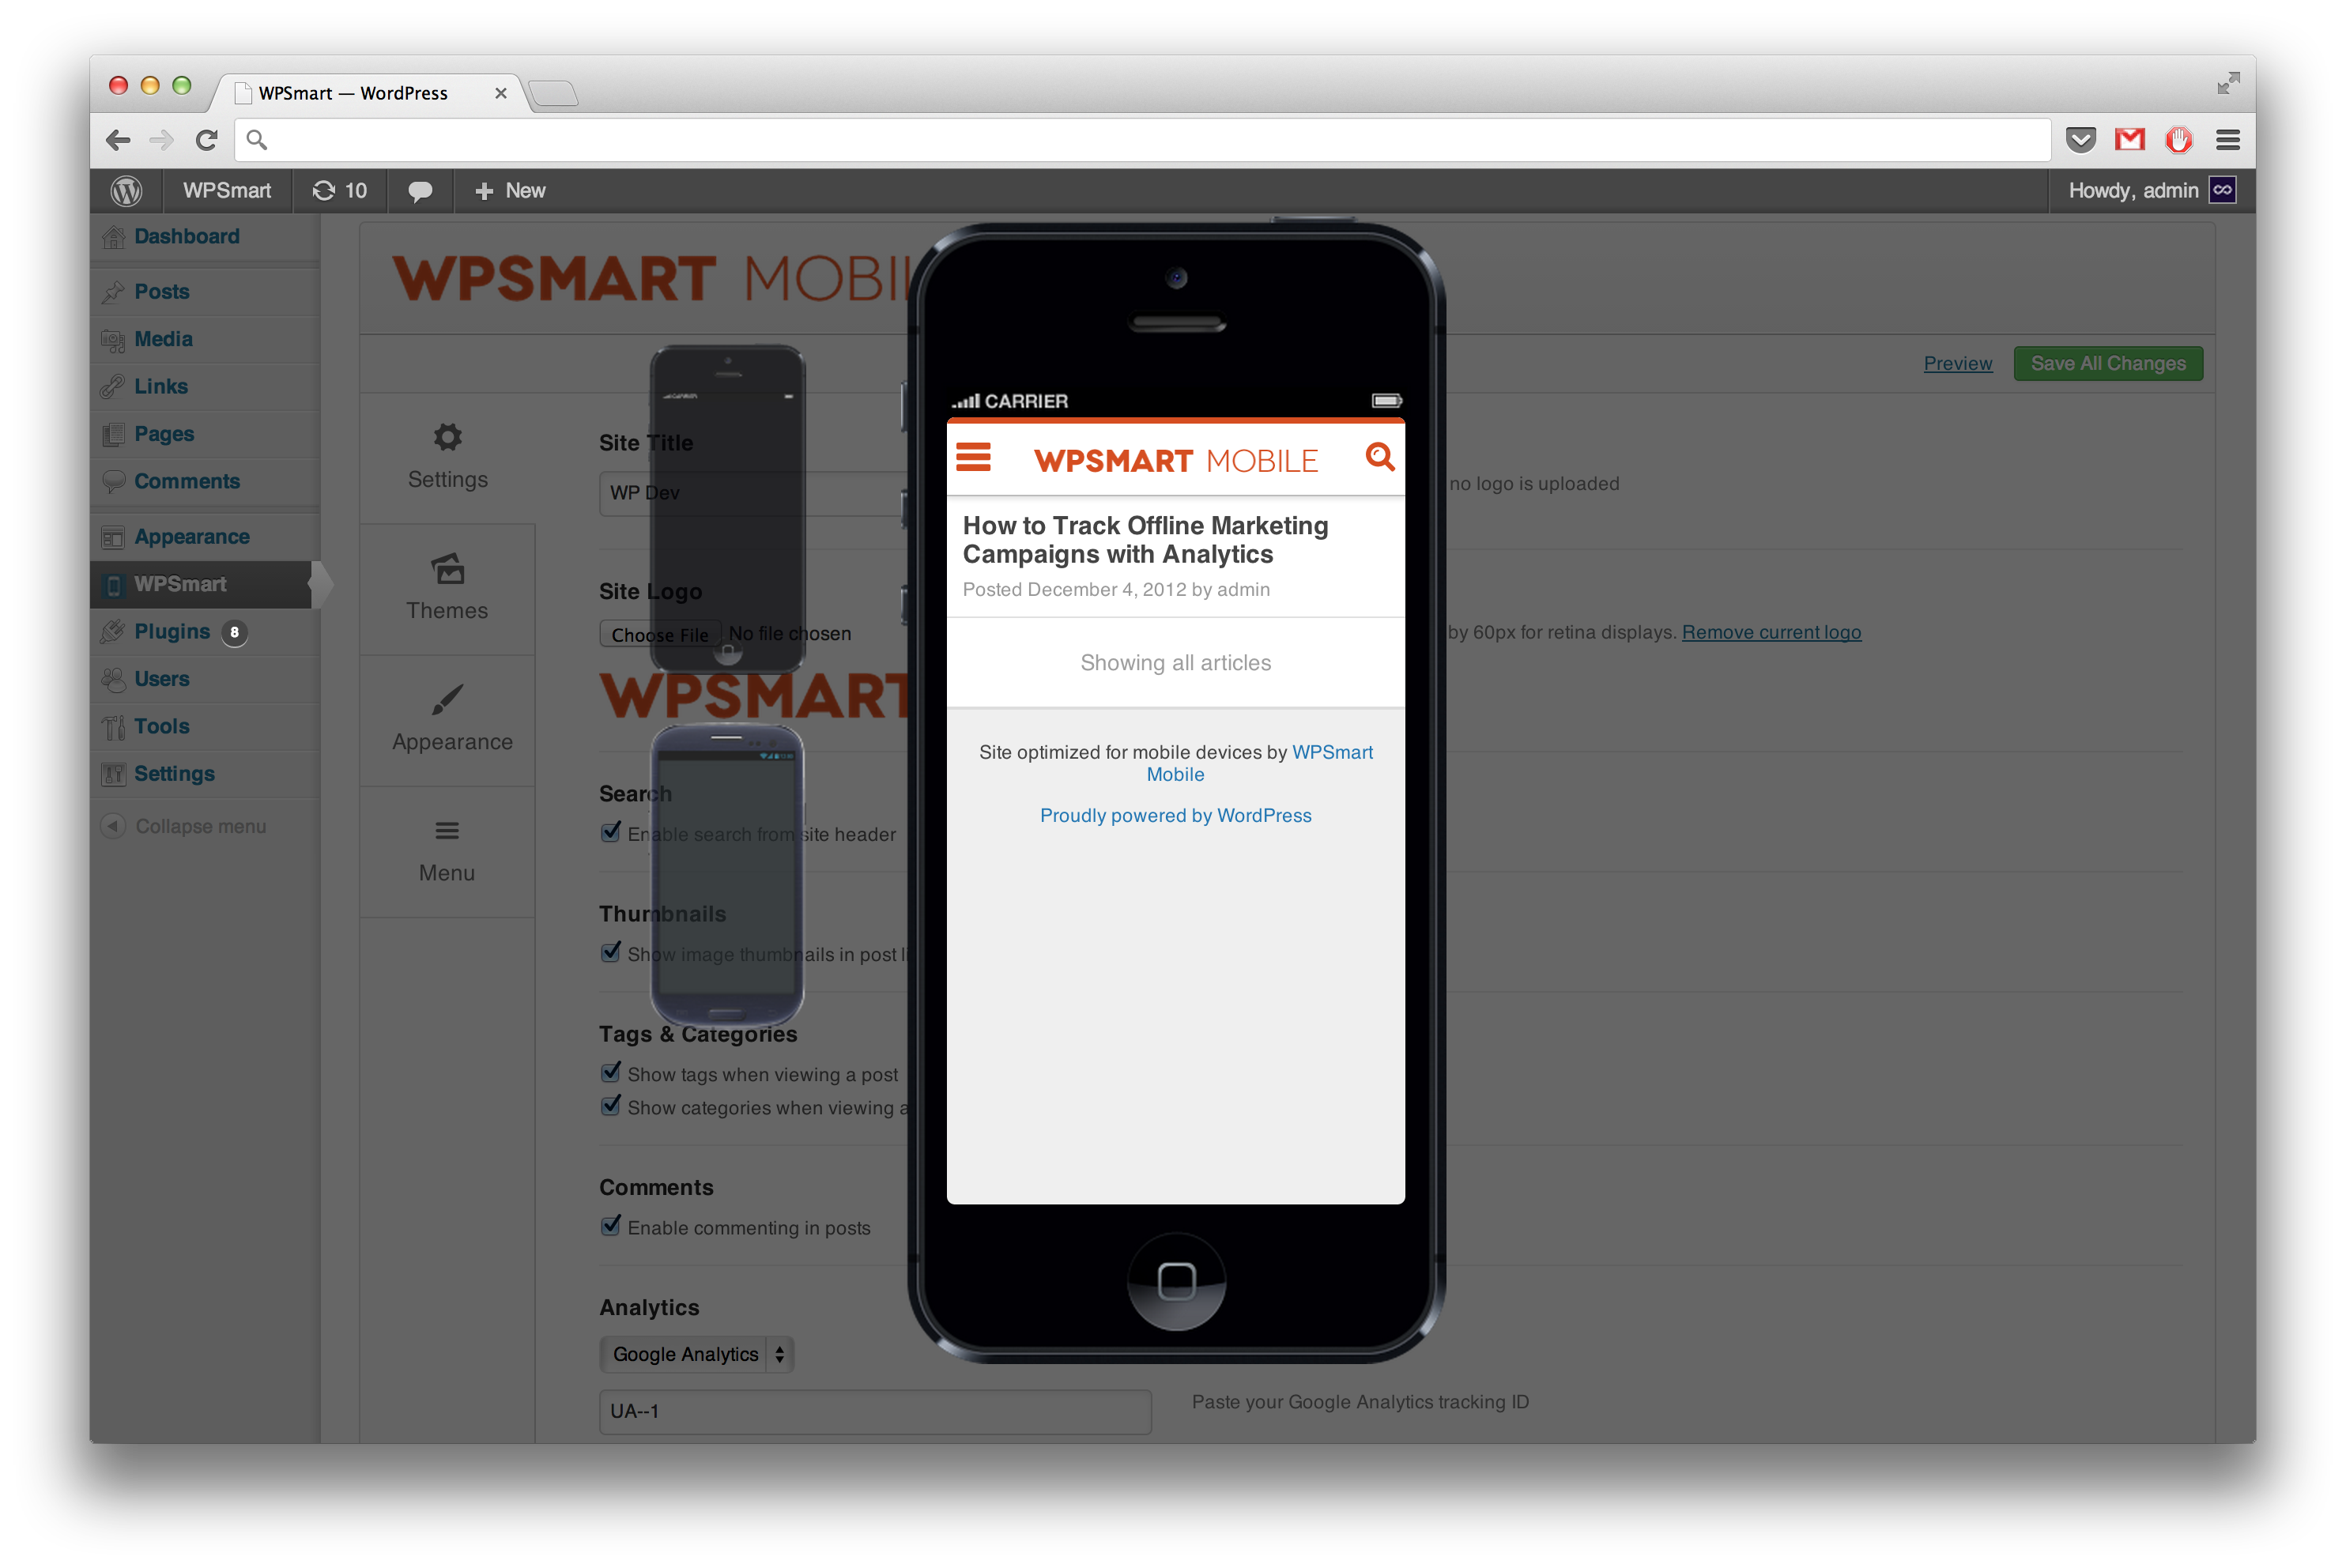 WPSmart — WordPress
WPSmart
10
New
Howdy, admin
Dashboard
Posts
Media
Links
Pages
Comments
Appearance
WPSmart
Plugins 8
Users
Tools
Settings
Collapse menu
WPSMART MOBIL
Preview
Save All Changes
Settings
Themes
Appearance
Menu
Site Title
WP Dev
no logo is uploaded
Site Logo
Choose File No file chosen
by 60px for retina displays. Remove current logo
WPSMART
Search
Enable search from site header
Thumbnails
Show image thumbnails in post li
Tags & Categories
Show tags when viewing a post
Show categories when viewing a
Comments
Enable commenting in posts
Analytics
Google Analytics
UA--1
Paste your Google Analytics tracking ID
CARRIER
CARRIER
WPSMART MOBILE
How to Track Offline Marketing
Campaigns with Analytics
Posted December 4, 2012 by admin
Showing all articles
Site optimized for mobile devices by WPSmart
Mobile
Proudly powered by WordPress